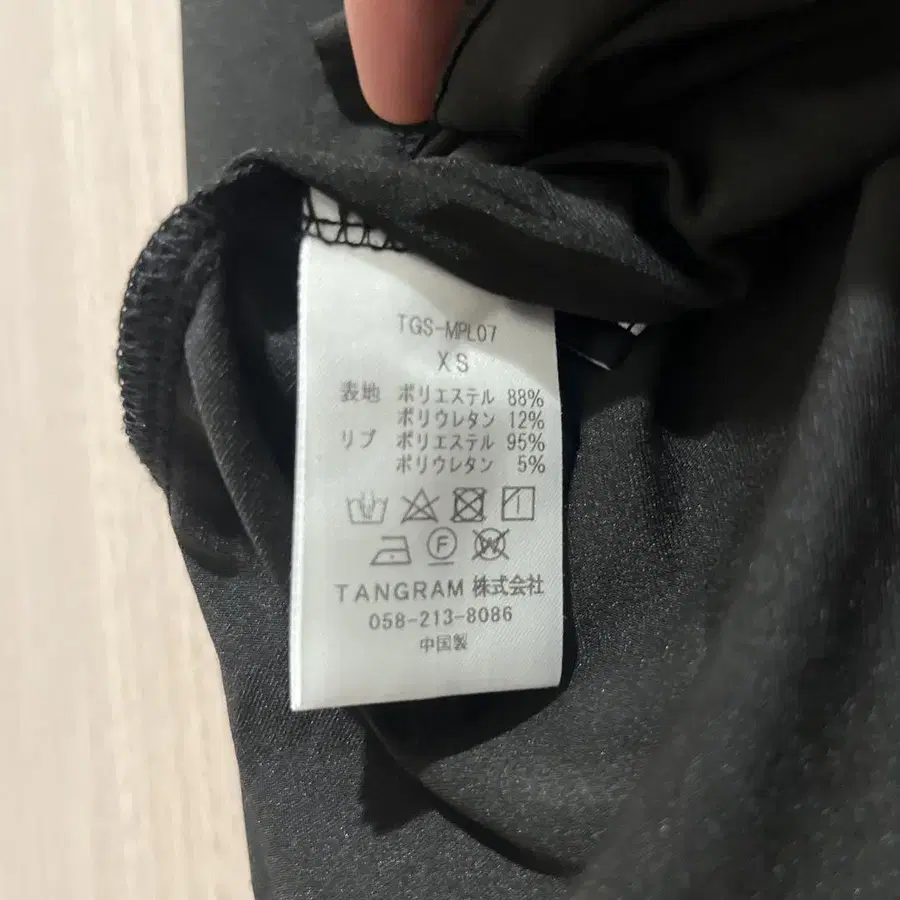 TGS-MPL07
XS
表地 ポリエステル 88%
ポリウレタン 12%
リブ ポリエステル 95%
ポリウレタン 5%
F W
TANGRAM 株式会社
058-213-8086
中国製